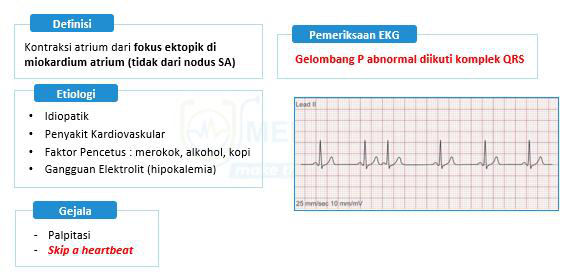 Definisi
Kontraksi atrium dari fokus ektopik di
miokardium atrium (tidak dari nodus SA)
Etiologi
• Idiopatik
• Penyakit Kardiovaskular
• Faktor Pencetus : merokok, alkohol, kopi
• Gangguan Elektrolit (hipokalemia)
Gejala
- Palpitasi
- Skip a heartbeat
Pemeriksaan EKG
Gelombang P abnormal diikuti komplek QRS
Lead II
25 mm/sec 10 mm/mV